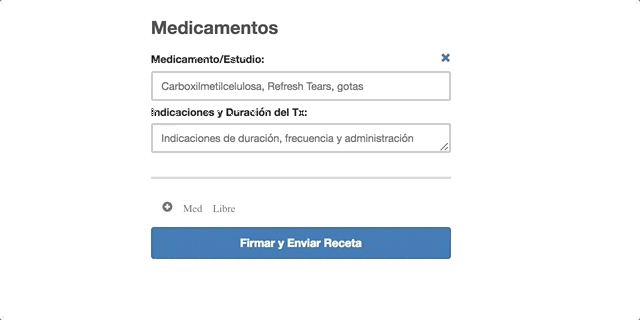 Medicamentos
Medicamento/Estudio:
Carboxilmetilcelulosa, Refresh Tears, gotas
Indicaciones y Duración del Tx:
Indicaciones de duración, frecuencia y administración
Med Libre
Firmar y Enviar Receta